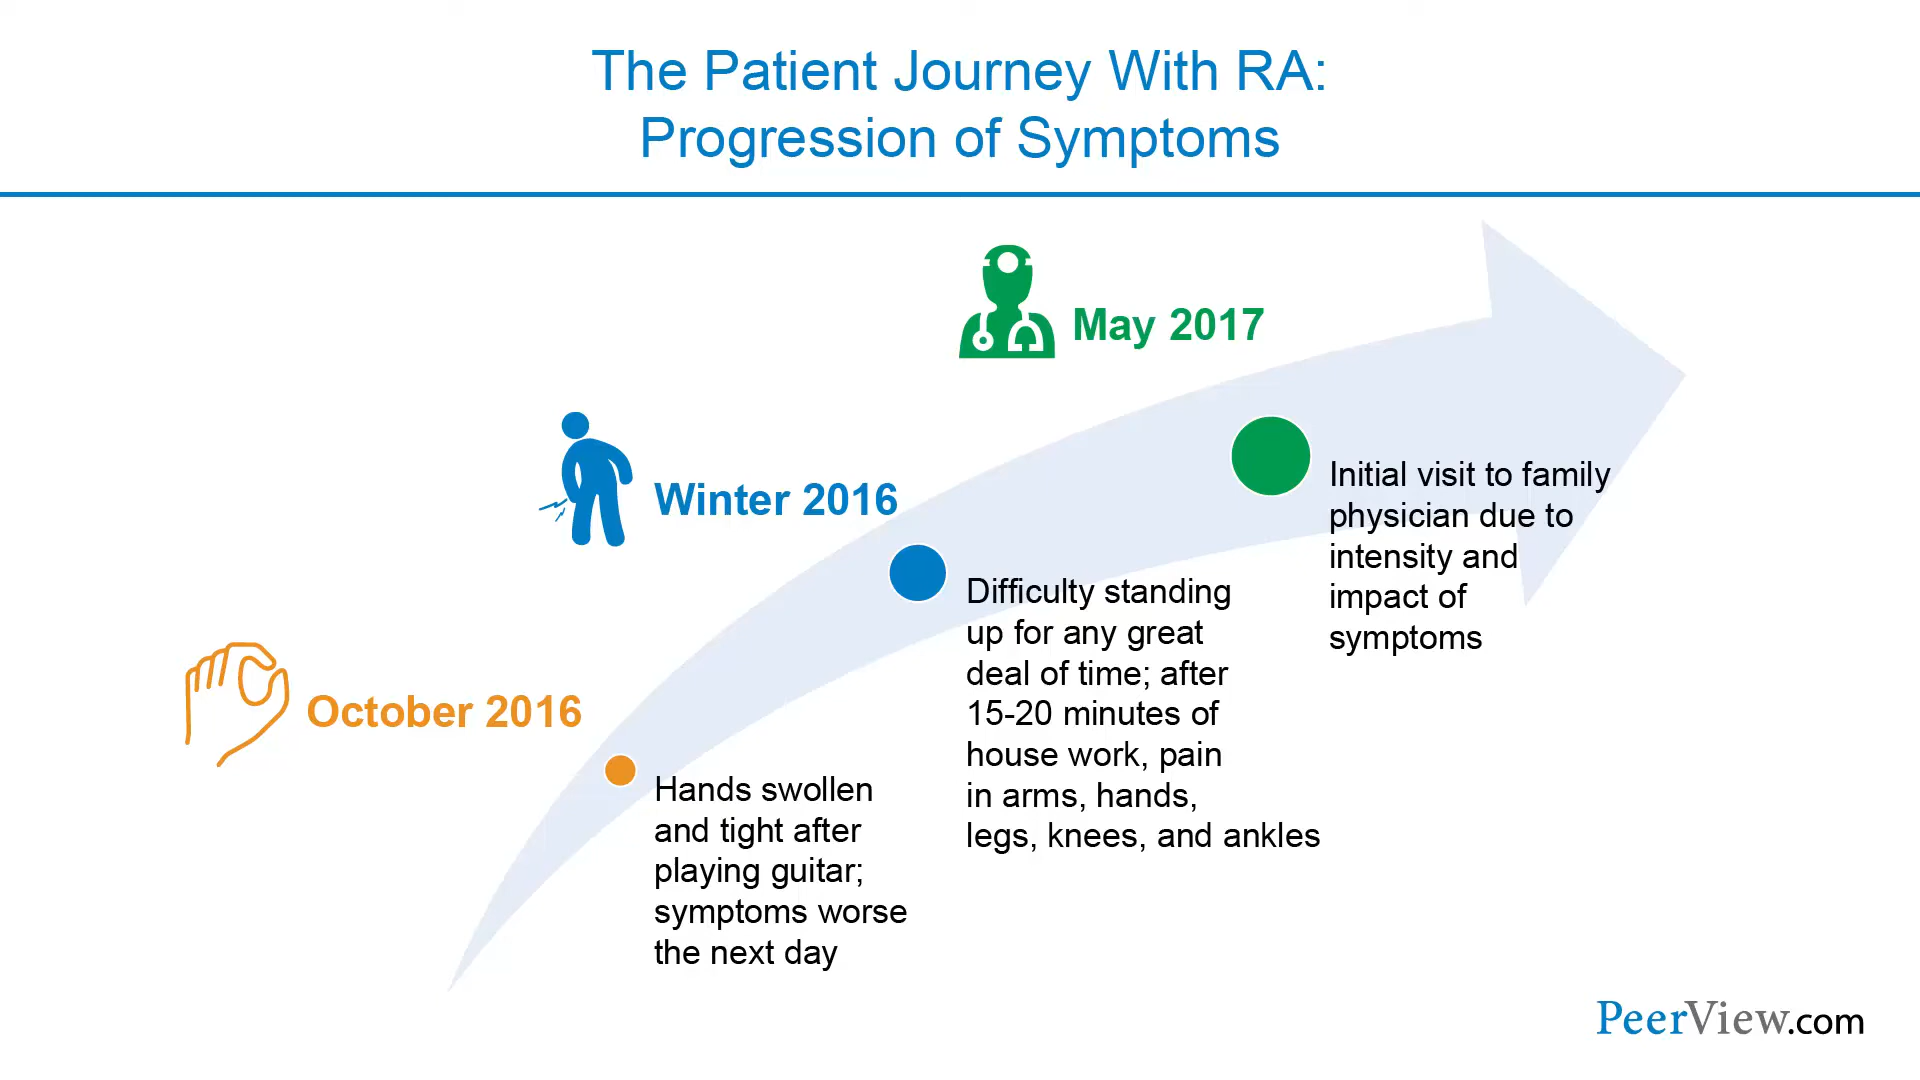 The Patient Journey With RA:
Progression of Symptoms
May 2017
Initial visit to family
physician due to
intensity and
impact of
symptoms
Winter 2016
Difficulty standing
up for any great
deal of time; after
15-20 minutes of
house work, pain
in arms, hands,
legs, knees, and ankles
October 2016
Hands swollen
and tight after
playing guitar;
symptoms worse
the next day
PeerView.com